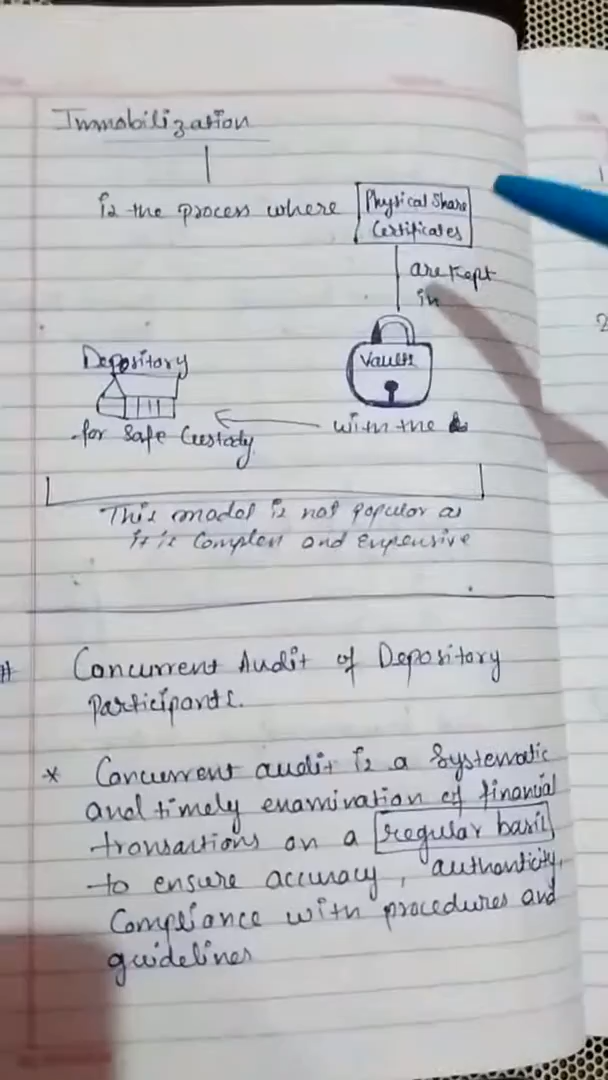 Immobilization
is the process where Physical Share
Certificates
are kept
in
Vaults
Depository
for Safe Custody
with the
This model is not popular as
it is Complex and Expensive
# Concurrent Audit of Depository
Participants.
* Concurrent audit is a Systematic
and timely examination of financial
transactions on a regular basis
to ensure accuracy, authenticity,
Compliance with procedures and
guidelines
2